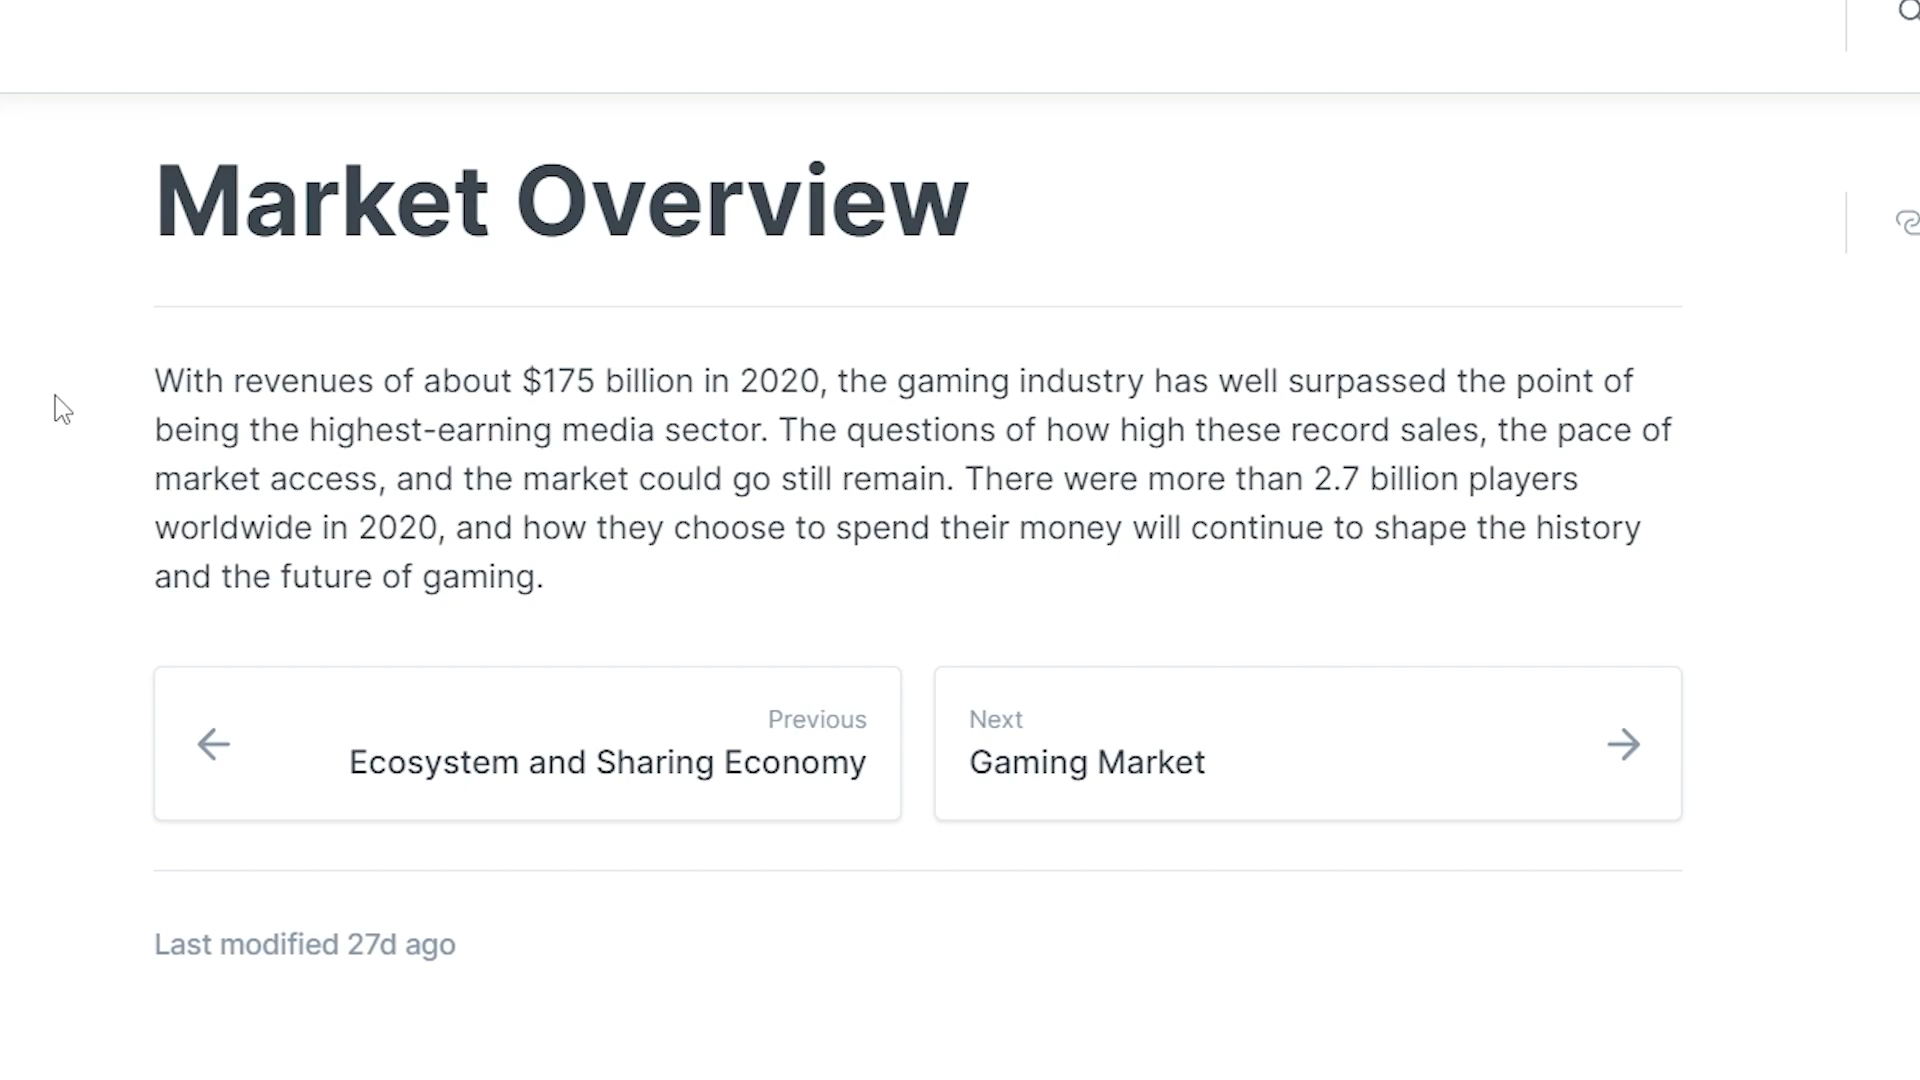 Market Overview
With revenues of about $175 billion in 2020, the gaming industry has well surpassed the point of
being the highest-earning media sector. The questions of how high these record sales, the pace of
market access, and the market could go still remain. There were more than 2.7 billion players
worldwide in 2020, and how they choose to spend their money will continue to shape the history
and the future of gaming.
Previous
Ecosystem and Sharing Economy
Next
Gaming Market
Last modified 27d ago